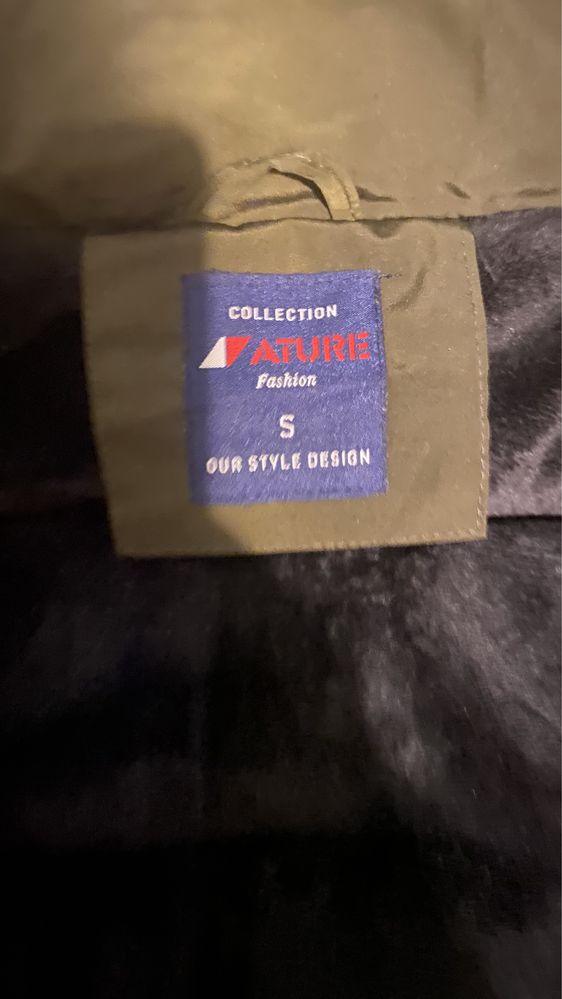 COLLECTION
ATURE
Fashion
S
OUR STYLE DESIGN